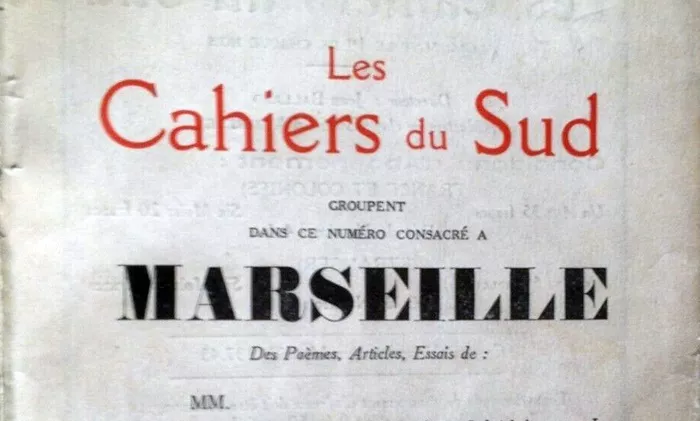 Les
Cahiers du Sud
GROUPENT
DANS CE NUMÉRO CONSACRÉ A
MARSEILLE
Des Poèmes, Articles, Essais de :
MM.